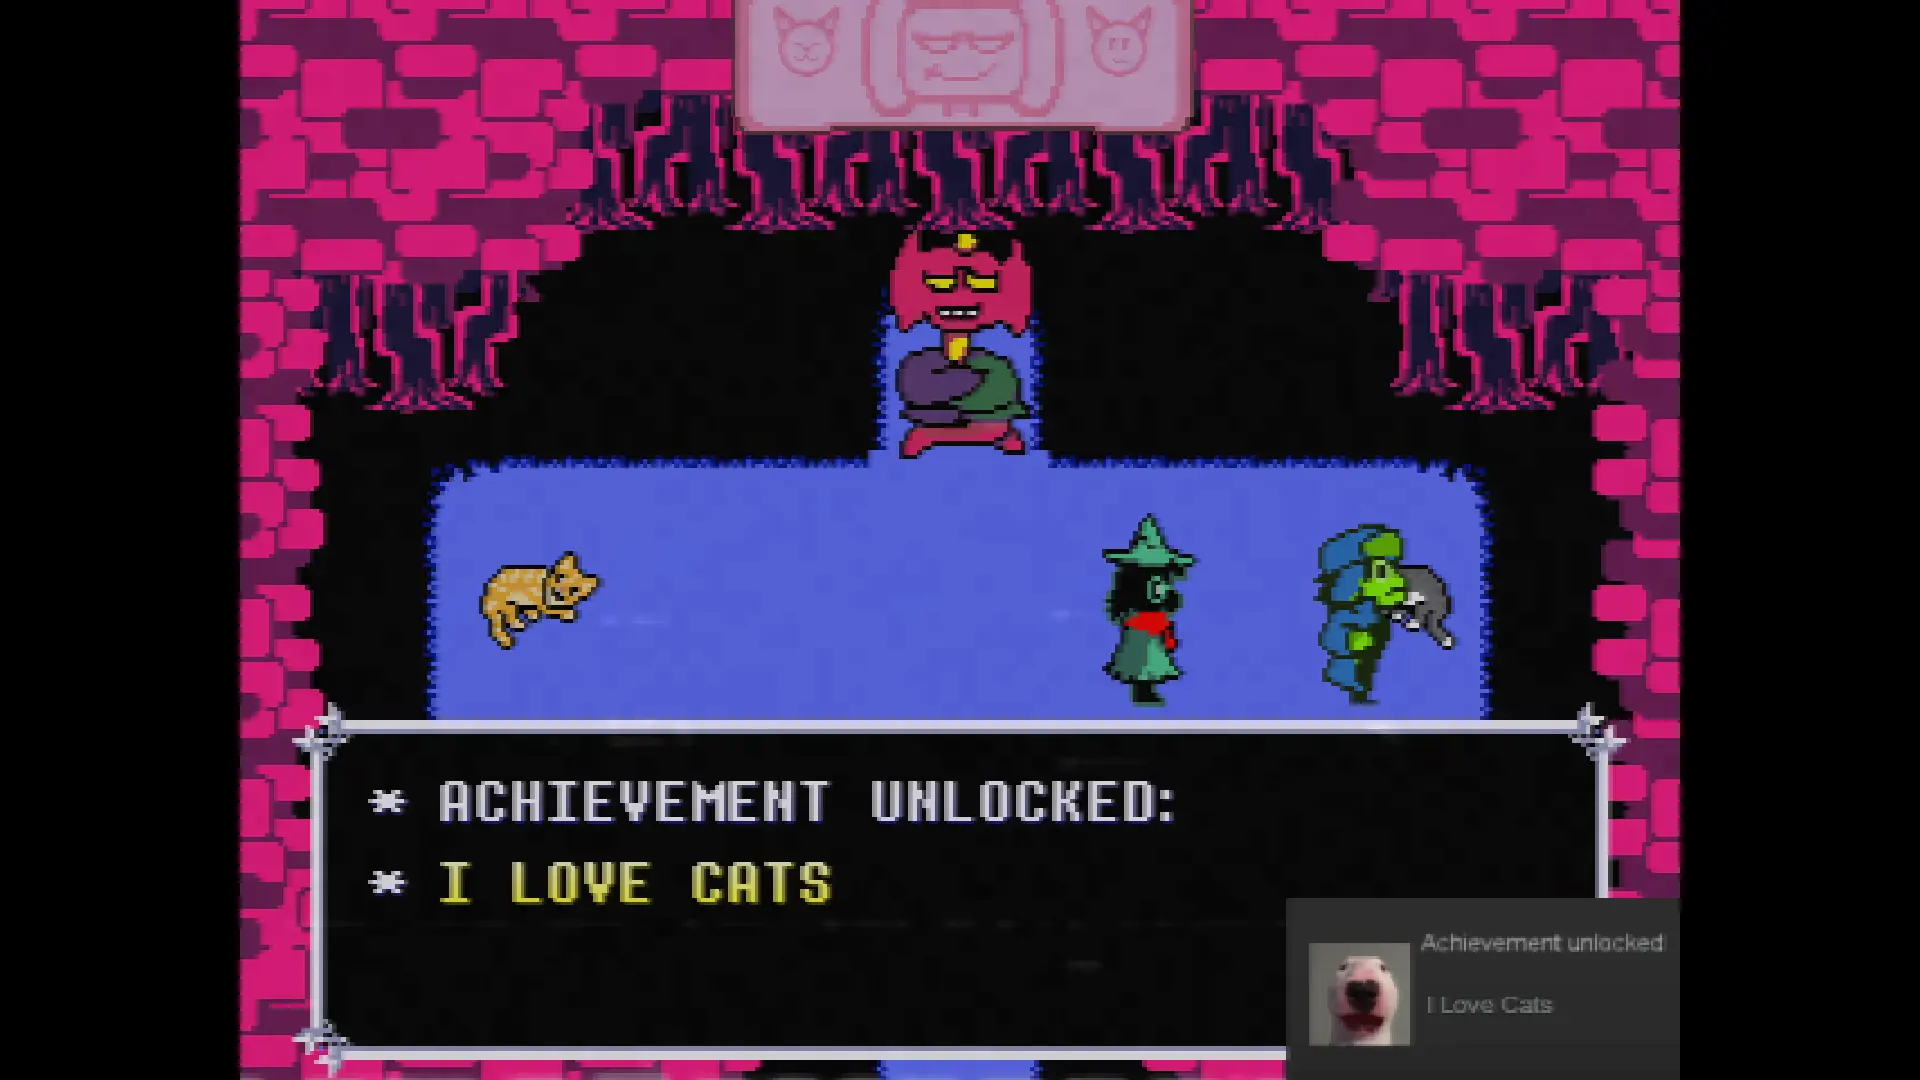 * ACHIEVEMENT UNLOCKED:
* I LOVE CATS
Achievement unlocked
I Love Cats